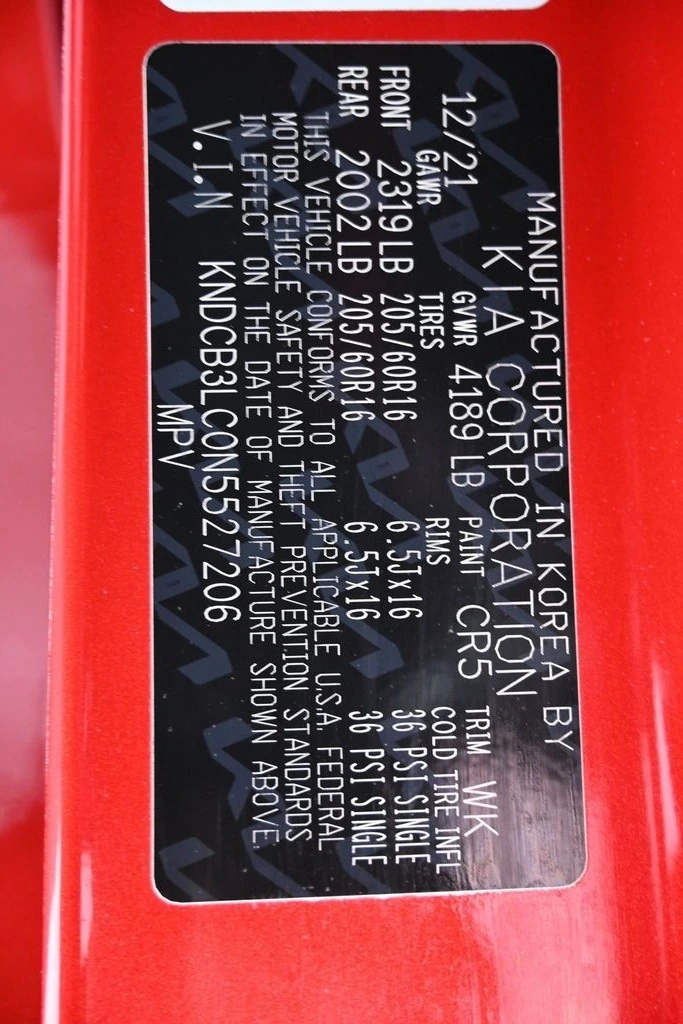 MANUFACTURED IN KOREA BY
KIA CORPORATION
12/21 GVWR 4189 LB PAINT CR5 TRIM WK
GAWR TIRES RIMS COLD TIRE INFL
FRONT 2319LB 205/60R16 6.5Jx16 36 PSI SINGLE
REAR 2002LB 205/60R16 6.5Jx16 36 PSI SINGLE
THIS VEHICLE CONFORMS TO ALL APPLICABLE U.S.A. FEDERAL
MOTOR VEHICLE SAFETY AND THEFT PREVENTION STANDARDS
IN EFFECT ON THE DATE OF MANUFACTURE SHOWN ABOVE.
V.I.N KNDCB3LC0N5527206
MPV